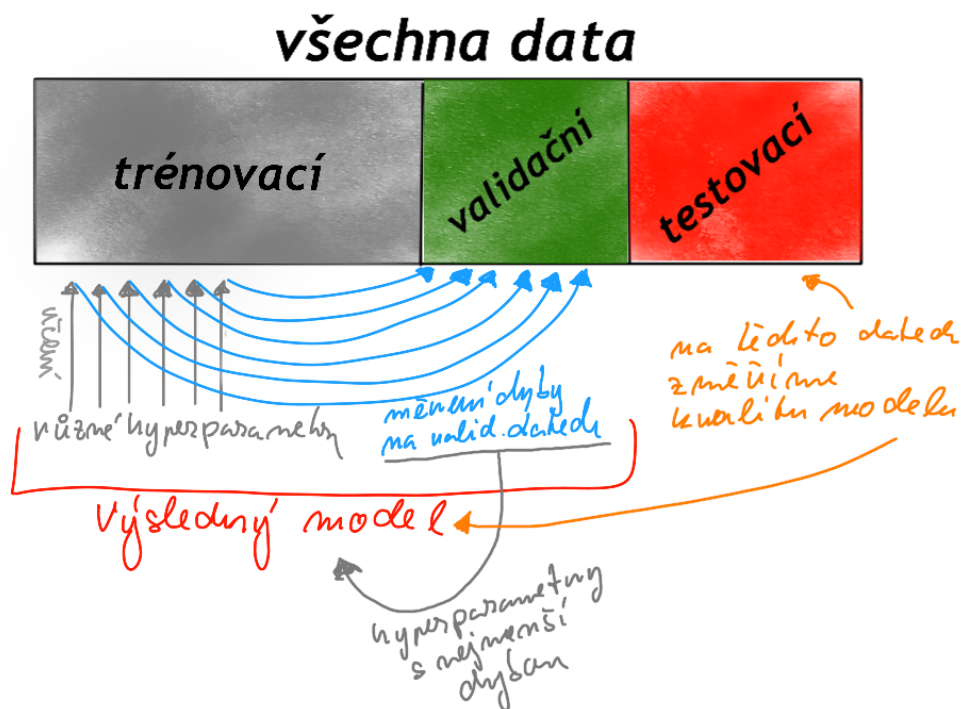 všechna data
trénovací
validační
testovací
učení
různé hyperparametry
měření chyby
na valid. datech
na těchto datech
změříme
kvalitu modelu
výsledný model
hyperparametry
s nejmenší
chybou